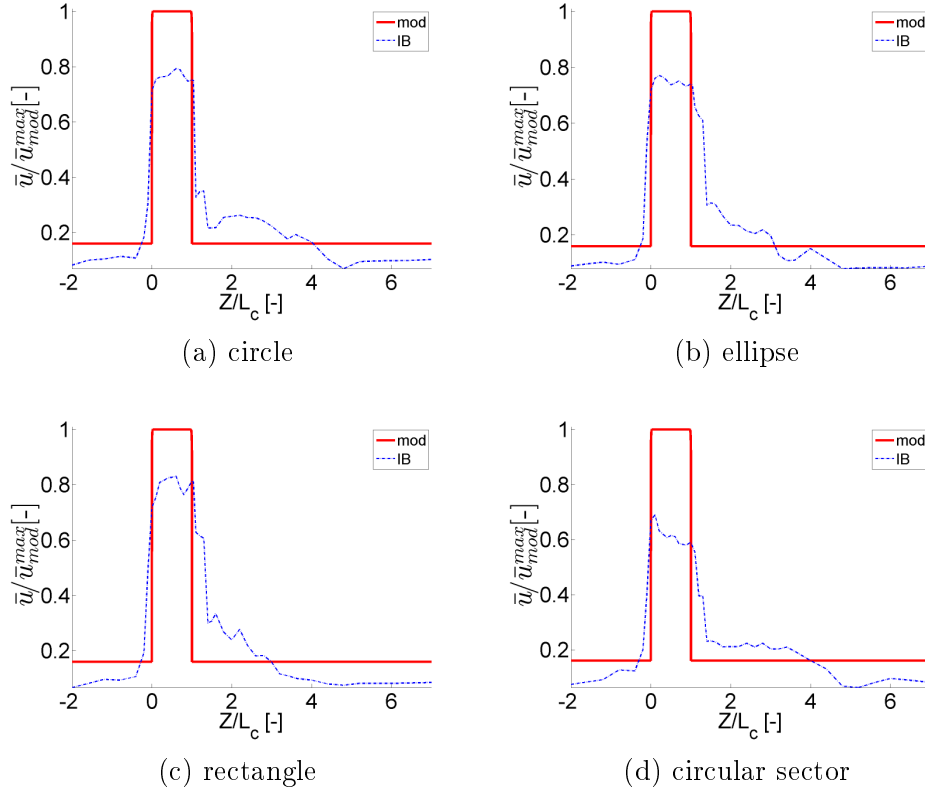 1
0.8
0.6
0.4
0.2
-2 0 2 4 6
Z/L_c [-]
ū/ū_mod^max[-]
mod
IB
(a) circle
1
0.8
0.6
0.4
0.2
-2 0 2 4 6
Z/L_c [-]
ū/ū_mod^max[-]
mod
IB
(b) ellipse
1
0.8
0.6
0.4
0.2
-2 0 2 4 6
Z/L_c [-]
ū/ū_mod^max[-]
mod
IB
(c) rectangle
1
0.8
0.6
0.4
0.2
-2 0 2 4 6
Z/L_c [-]
ū/ū_mod^max[-]
mod
IB
(d) circular sector